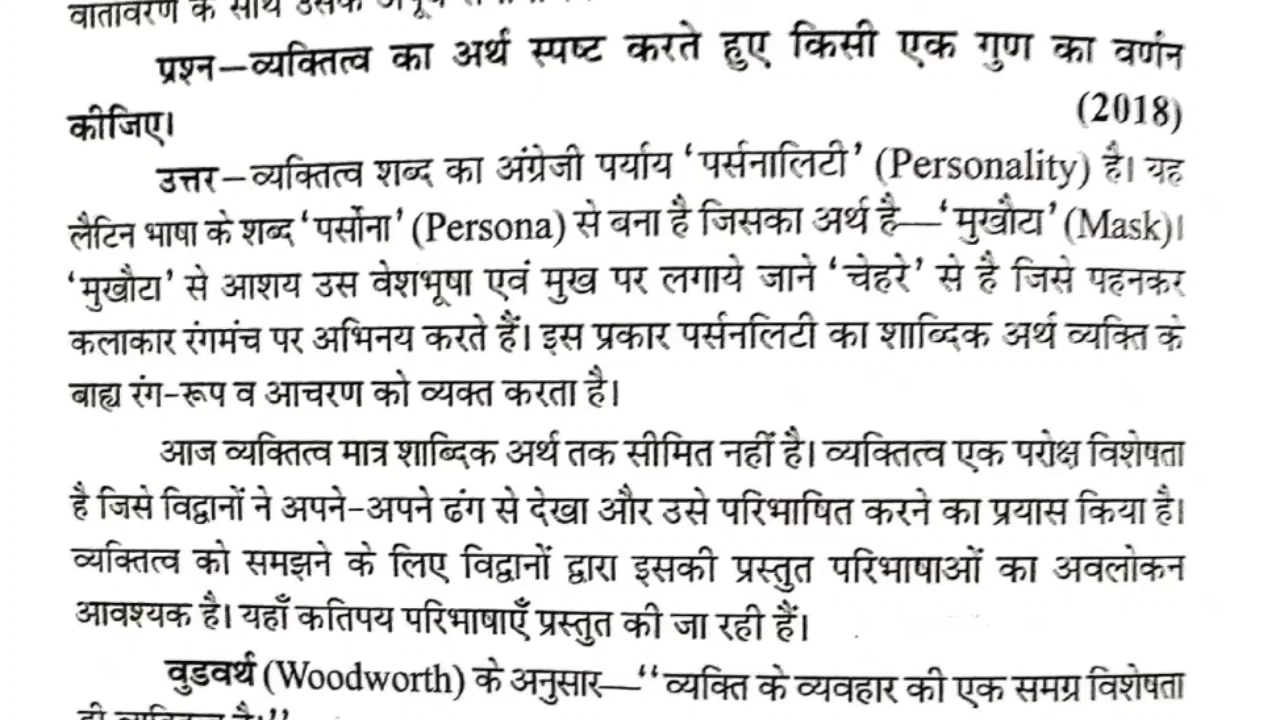 वातावरण के साथ उसके अपूर्व
प्रश्न–व्यक्तित्व का अर्थ स्पष्ट करते हुए किसी एक गुण का वर्णन
कीजिए। (2018)
उत्तर–व्यक्तित्व शब्द का अंग्रेजी पर्याय ‘पर्सनालिटी’ (Personality) है। यह
लैटिन भाषा के शब्द ‘पर्सोना’ (Persona) से बना है जिसका अर्थ है—‘मुखौटा’ (Mask)।
‘मुखौटा’ से आशय उस वेशभूषा एवं मुख पर लगाये जाने ‘चेहरे’ से है जिसे पहनकर
कलाकार रंगमंच पर अभिनय करते हैं। इस प्रकार पर्सनलिटी का शाब्दिक अर्थ व्यक्ति के
बाह्य रंग-रूप व आचरण को व्यक्त करता है।
आज व्यक्तित्व मात्र शाब्दिक अर्थ तक सीमित नहीं है। व्यक्तित्व एक परोक्ष विशेषता
है जिसे विद्वानों ने अपने-अपने ढंग से देखा और उसे परिभाषित करने का प्रयास किया है।
व्यक्तित्व को समझने के लिए विद्वानों द्वारा इसकी प्रस्तुत परिभाषाओं का अवलोकन
आवश्यक है। यहाँ कतिपय परिभाषाएँ प्रस्तुत की जा रही हैं।
वुडवर्थ (Woodworth) के अनुसार—“व्यक्ति के व्यवहार की एक समग्र विशेषता
ही व्यक्तित्व है।”